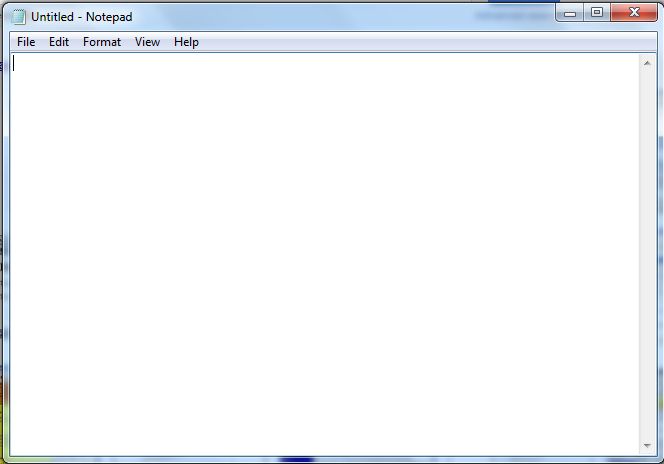 Untitled - Notepad
File Edit Format View Help